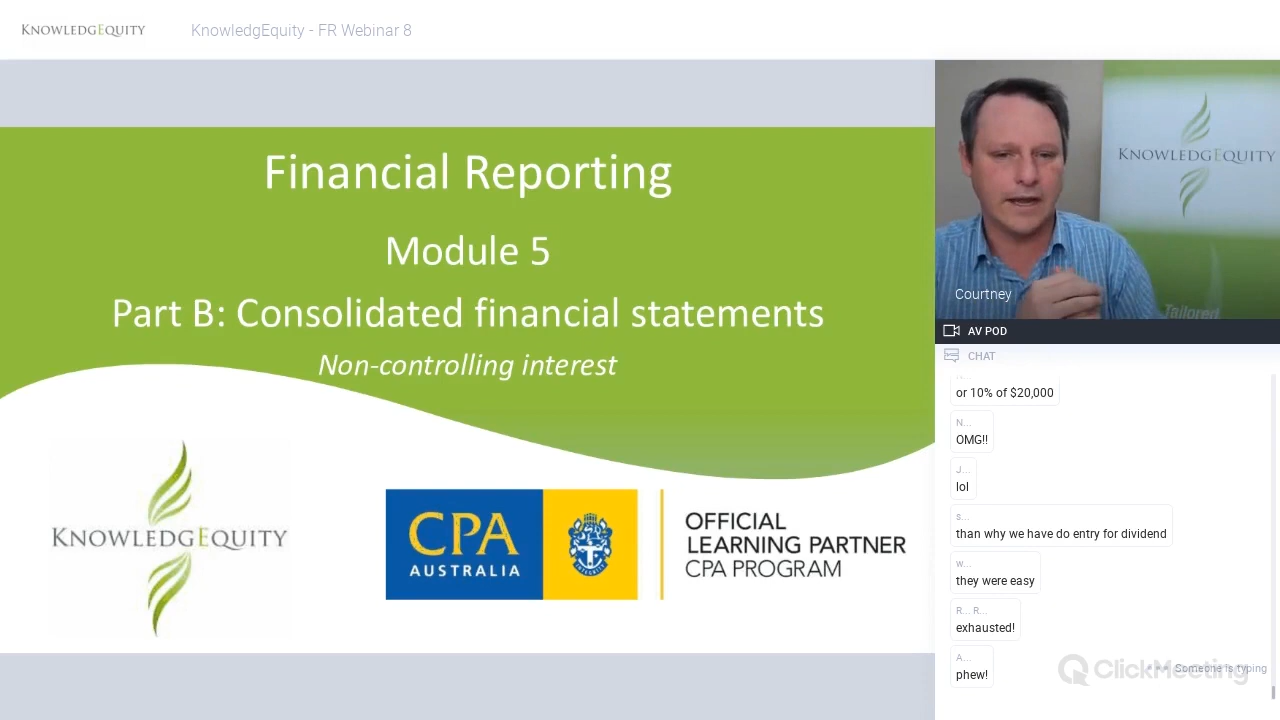 KNOWLEDGEQUITY
KnowledgEquity - FR Webinar 8
Financial Reporting
Module 5
Part B: Consolidated financial statements
Non-controlling interest
KNOWLEDGEQUITY
CPA
AUSTRALIA
INTEGRITY
OFFICIAL
LEARNING PARTNER
CPA PROGRAM
KNOWLEDGEQUITY
Tailored
Courtney
AV POD
CHAT
or 10% of $20,000
N...
OMG!!
J...
lol
s...
than why we have do entry for dividend
w...
they were easy
R... R...
exhausted!
A...
phew!
ClickMeeting
Someone is typing